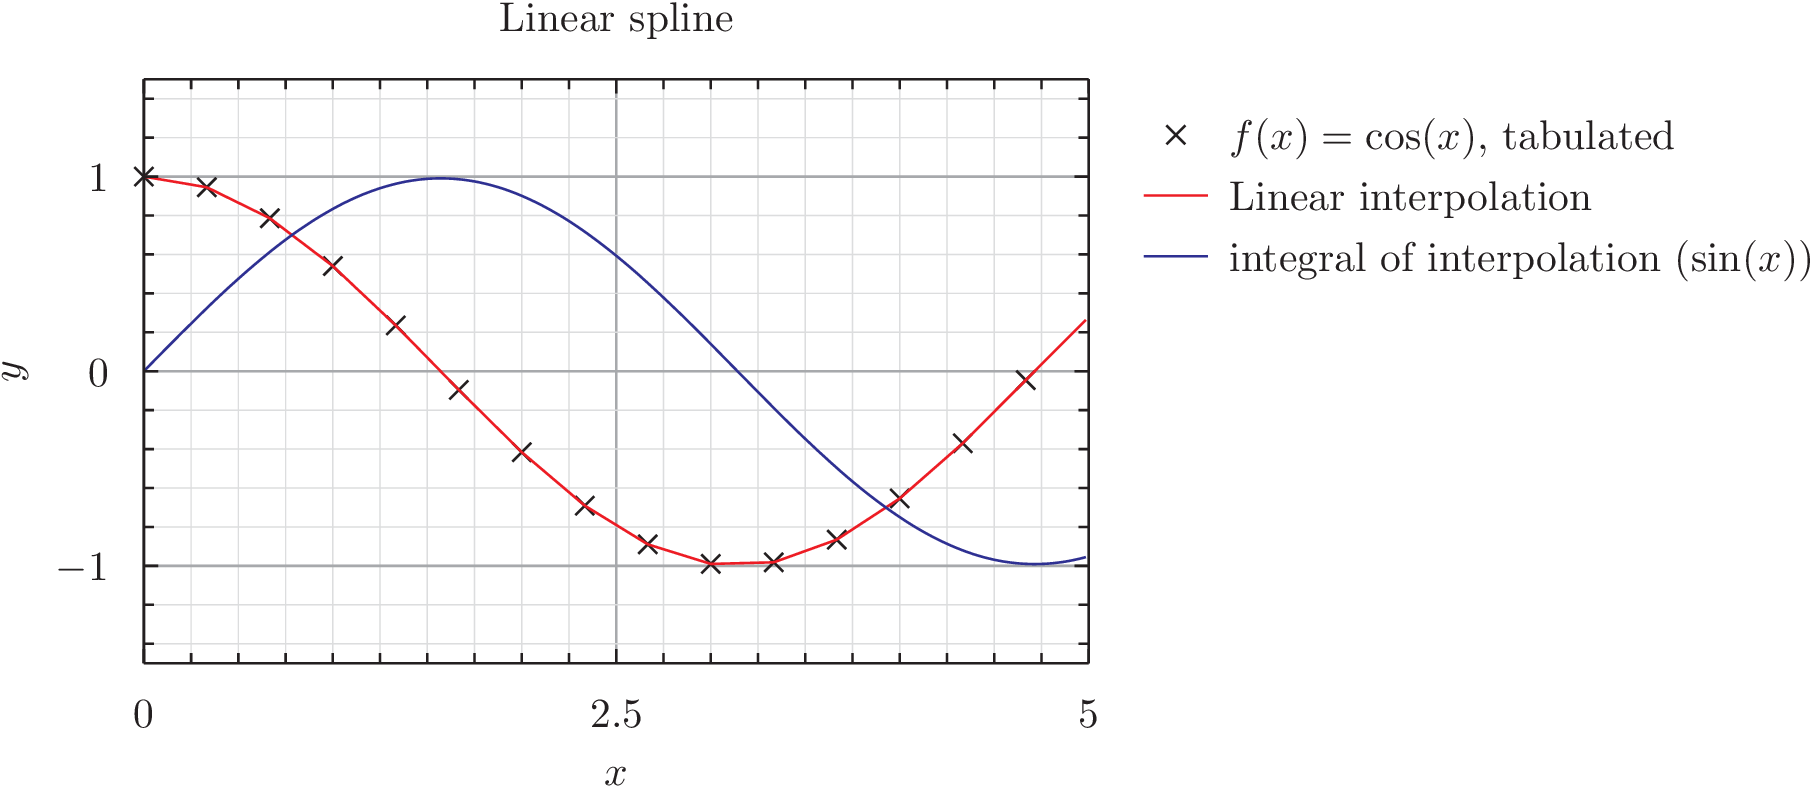 Linear spline
f(x) = cos(x), tabulated
Linear interpolation
integral of interpolation (sin(x))
y
1
0
−1
0 2.5 5
x